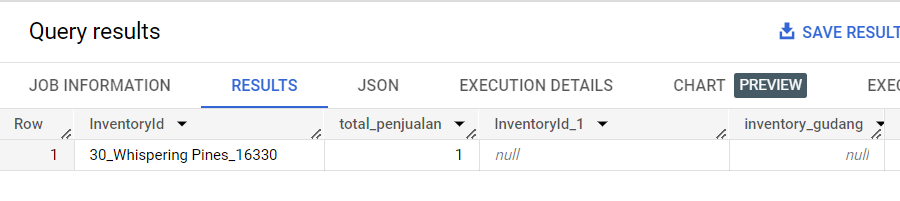 Query results
SAVE RESULT
JOB INFORMATION RESULTS JSON EXECUTION DETAILS CHART PREVIEW EXEC
Row InventoryId total_penjualan InventoryId_1 inventory_gudang
1 30_Whispering Pines_16330 1 null null